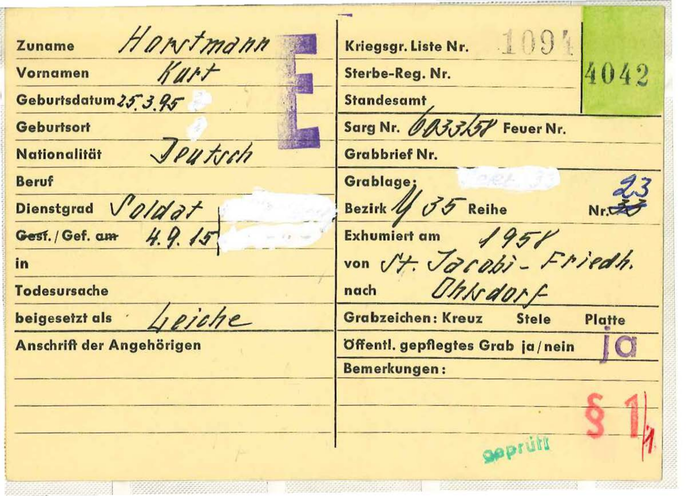 Zuname Horstmann
Vornamen Kurt
Geburtsdatum 25.3.95
Geburtsort
Nationalität Deutsch
Beruf
Dienstgrad Soldat
Gest./Gef. am 4.9.15
in
Todesursache
beigesetzt als Leiche
Anschrift der Angehörigen
E
Kriegsgr. Liste Nr. 1094
4042
Sterbe-Reg. Nr.
Standesamt
Sarg Nr. 6033/58 Feuer Nr.
Grabbrief Nr.
Grablage:
Bezirk 35 Reihe Nr. 23
Exhumiert am 1958
von St. Jacobi-Friedh.
nach Ohlsdorf
Grabzeichen: Kreuz Stele Platte
Öffentl. gepflegtes Grab ja/nein ja
Bemerkungen:
§ 1/1
geprüft